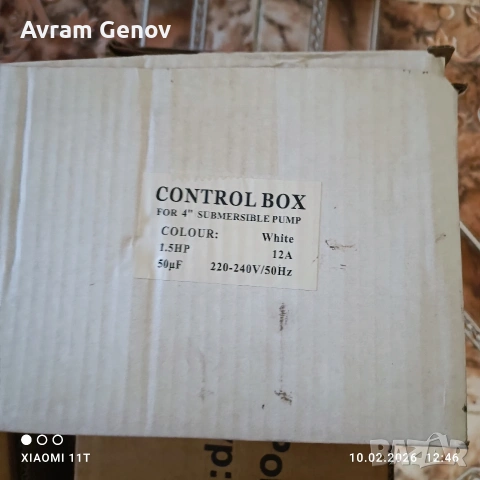 Avram Genov
CONTROL BOX
FOR 4" SUBMERSIBLE PUMP
COLOUR: White
1.5HP 12A
50µF 220-240V/50Hz
XIAOMI 11T
10.02.2026 12:46
BAZAR